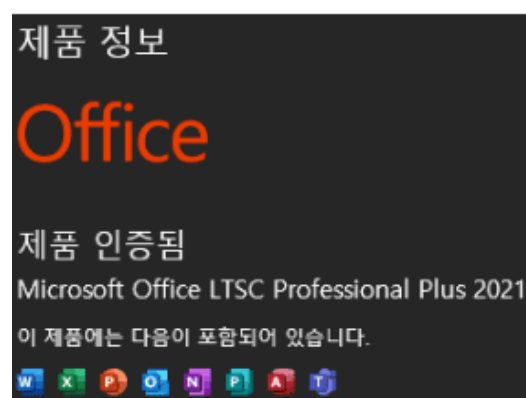 제품 정보
Office
제품 인증됨
Microsoft Office LTSC Professional Plus 2021
이 제품에는 다음이 포함되어 있습니다.
W X P O N P A T